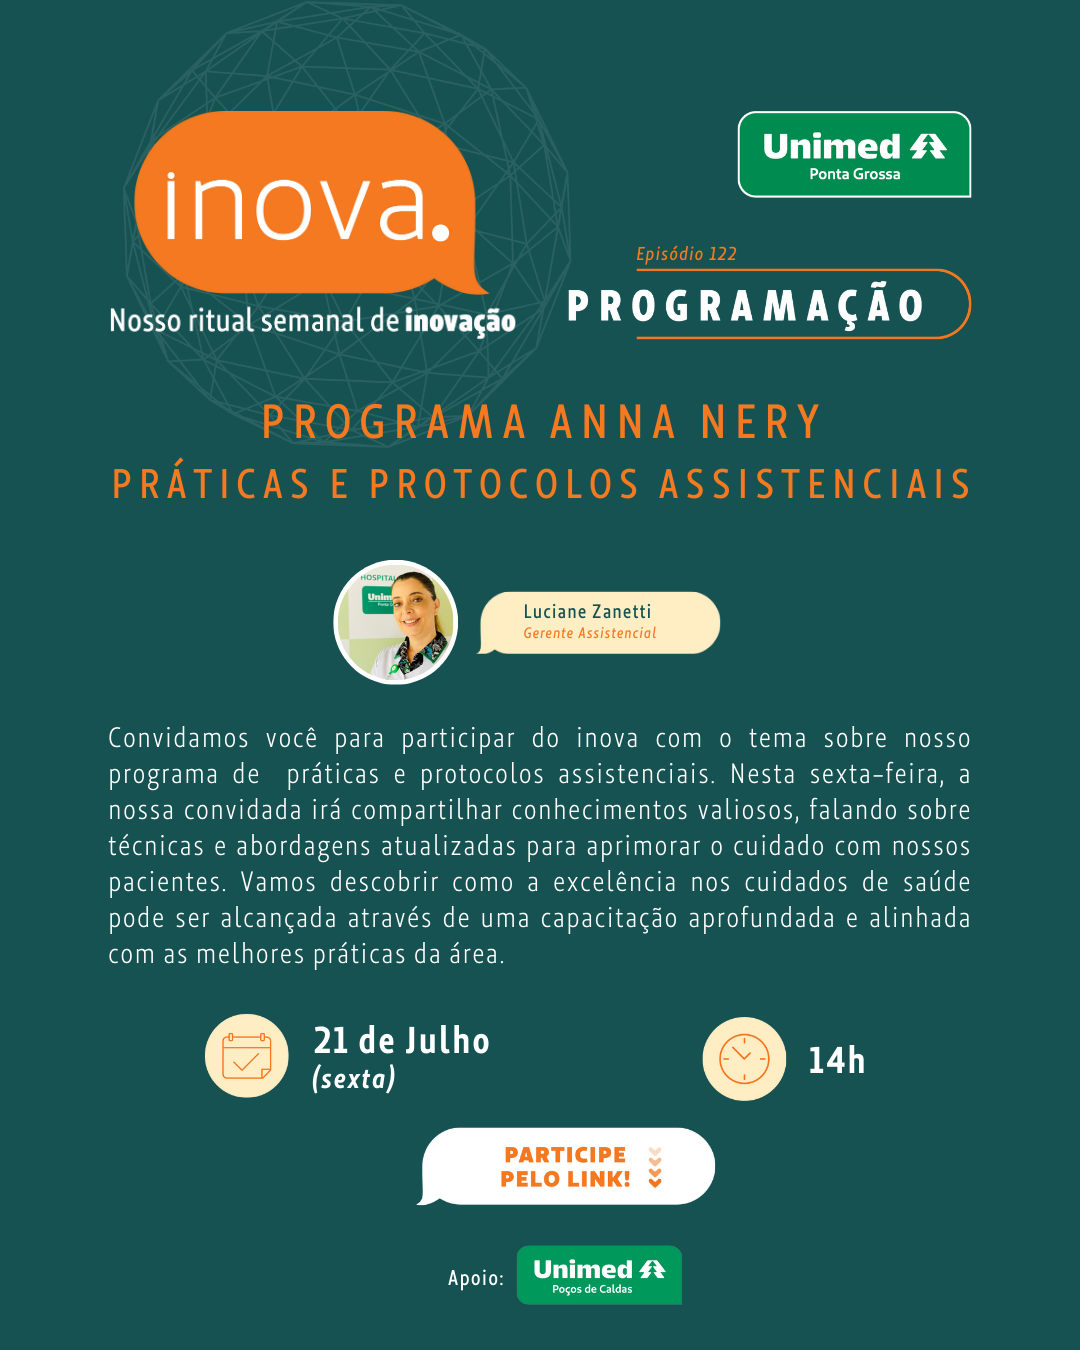 inova.
Nosso ritual semanal de inovação
Unimed
Ponta Grossa
Episódio 122
PROGRAMAÇÃO
PROGRAMA ANNA NERY
PRÁTICAS E PROTOCOLOS ASSISTENCIAIS
HOSPITAL
Unim
Luciane Zanetti
Gerente Assistencial
Convidamos você para participar do inova com o tema sobre nosso
programa de práticas e protocolos assistenciais. Nesta sexta-feira, a
nossa convidada irá compartilhar conhecimentos valiosos, falando sobre
técnicas e abordagens atualizadas para aprimorar o cuidado com nossos
pacientes. Vamos descobrir como a excelência nos cuidados de saúde
pode ser alcançada através de uma capacitação aprofundada e alinhada
com as melhores práticas da área.
21 de Julho
(sexta)
14h
PARTICIPE
PELO LINK!
Apoio:
Unimed
Poços de Caldas